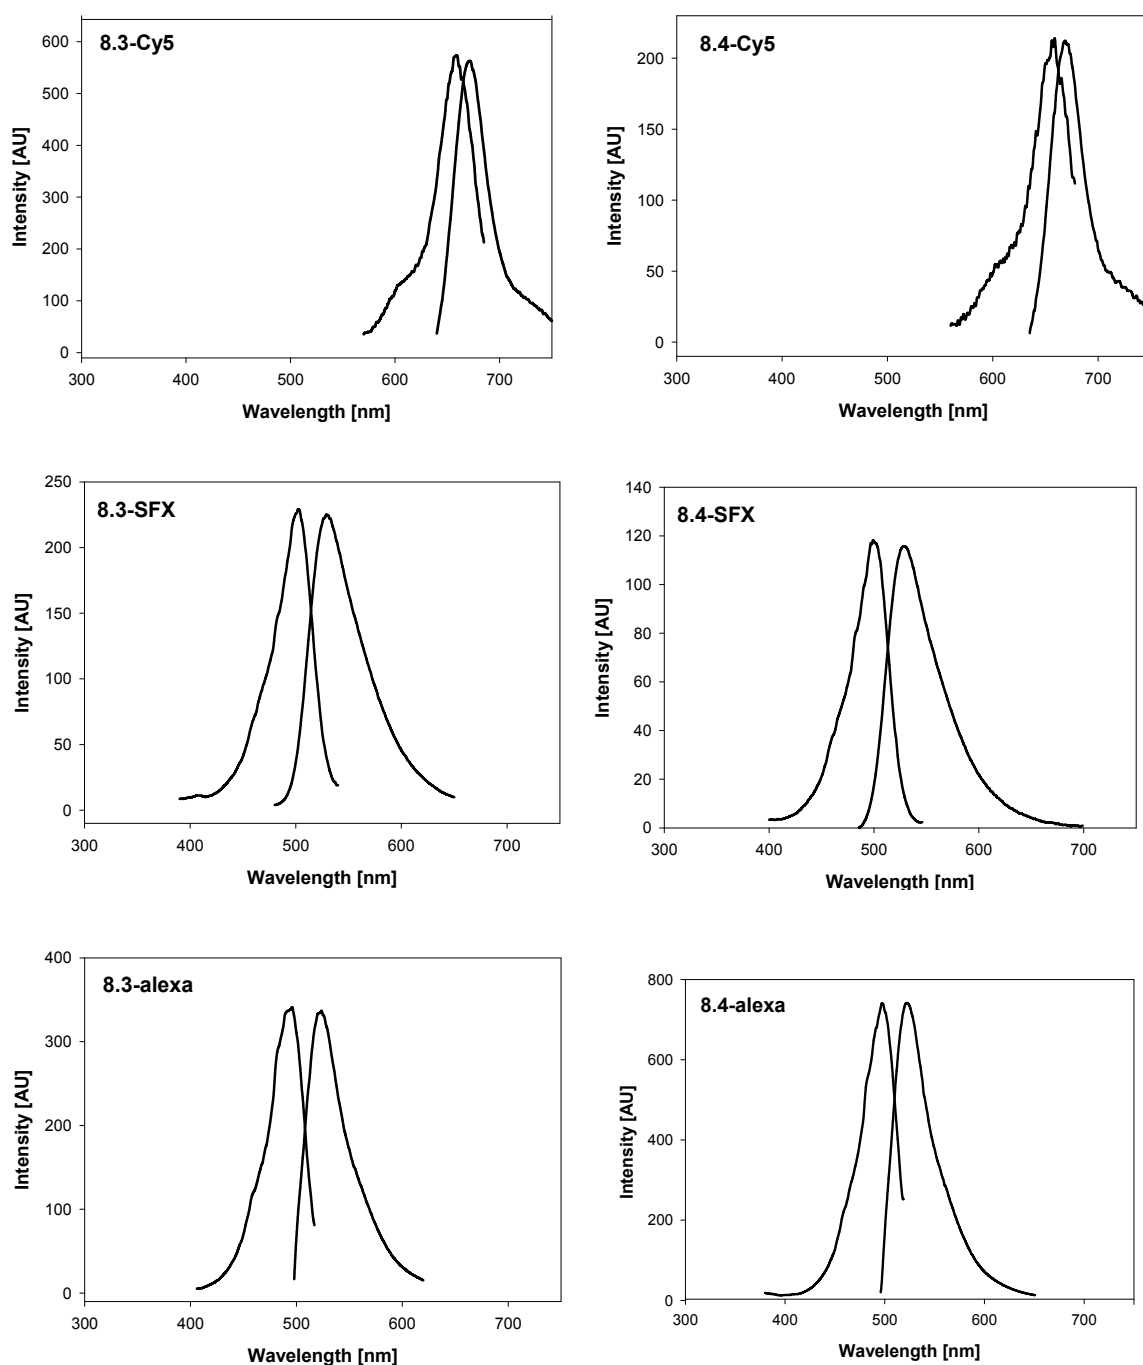 8.3-Cy5
Intensity [AU]
600
500
400
300
200
100
0
300 400 500 600 700
Wavelength [nm]
8.4-Cy5
Intensity [AU]
200
150
100
50
0
300 400 500 600 700
Wavelength [nm]
8.3-SFX
Intensity [AU]
250
200
150
100
50
0
300 400 500 600 700
Wavelength [nm]
8.4-SFX
Intensity [AU]
140
120
100
80
60
40
20
0
300 400 500 600 700
Wavelength [nm]
8.3-alexa
Intensity [AU]
400
300
200
100
0
300 400 500 600 700
Wavelength [nm]
8.4-alexa
Intensity [AU]
800
600
400
200
0
300 400 500 600 700
Wavelength [nm]